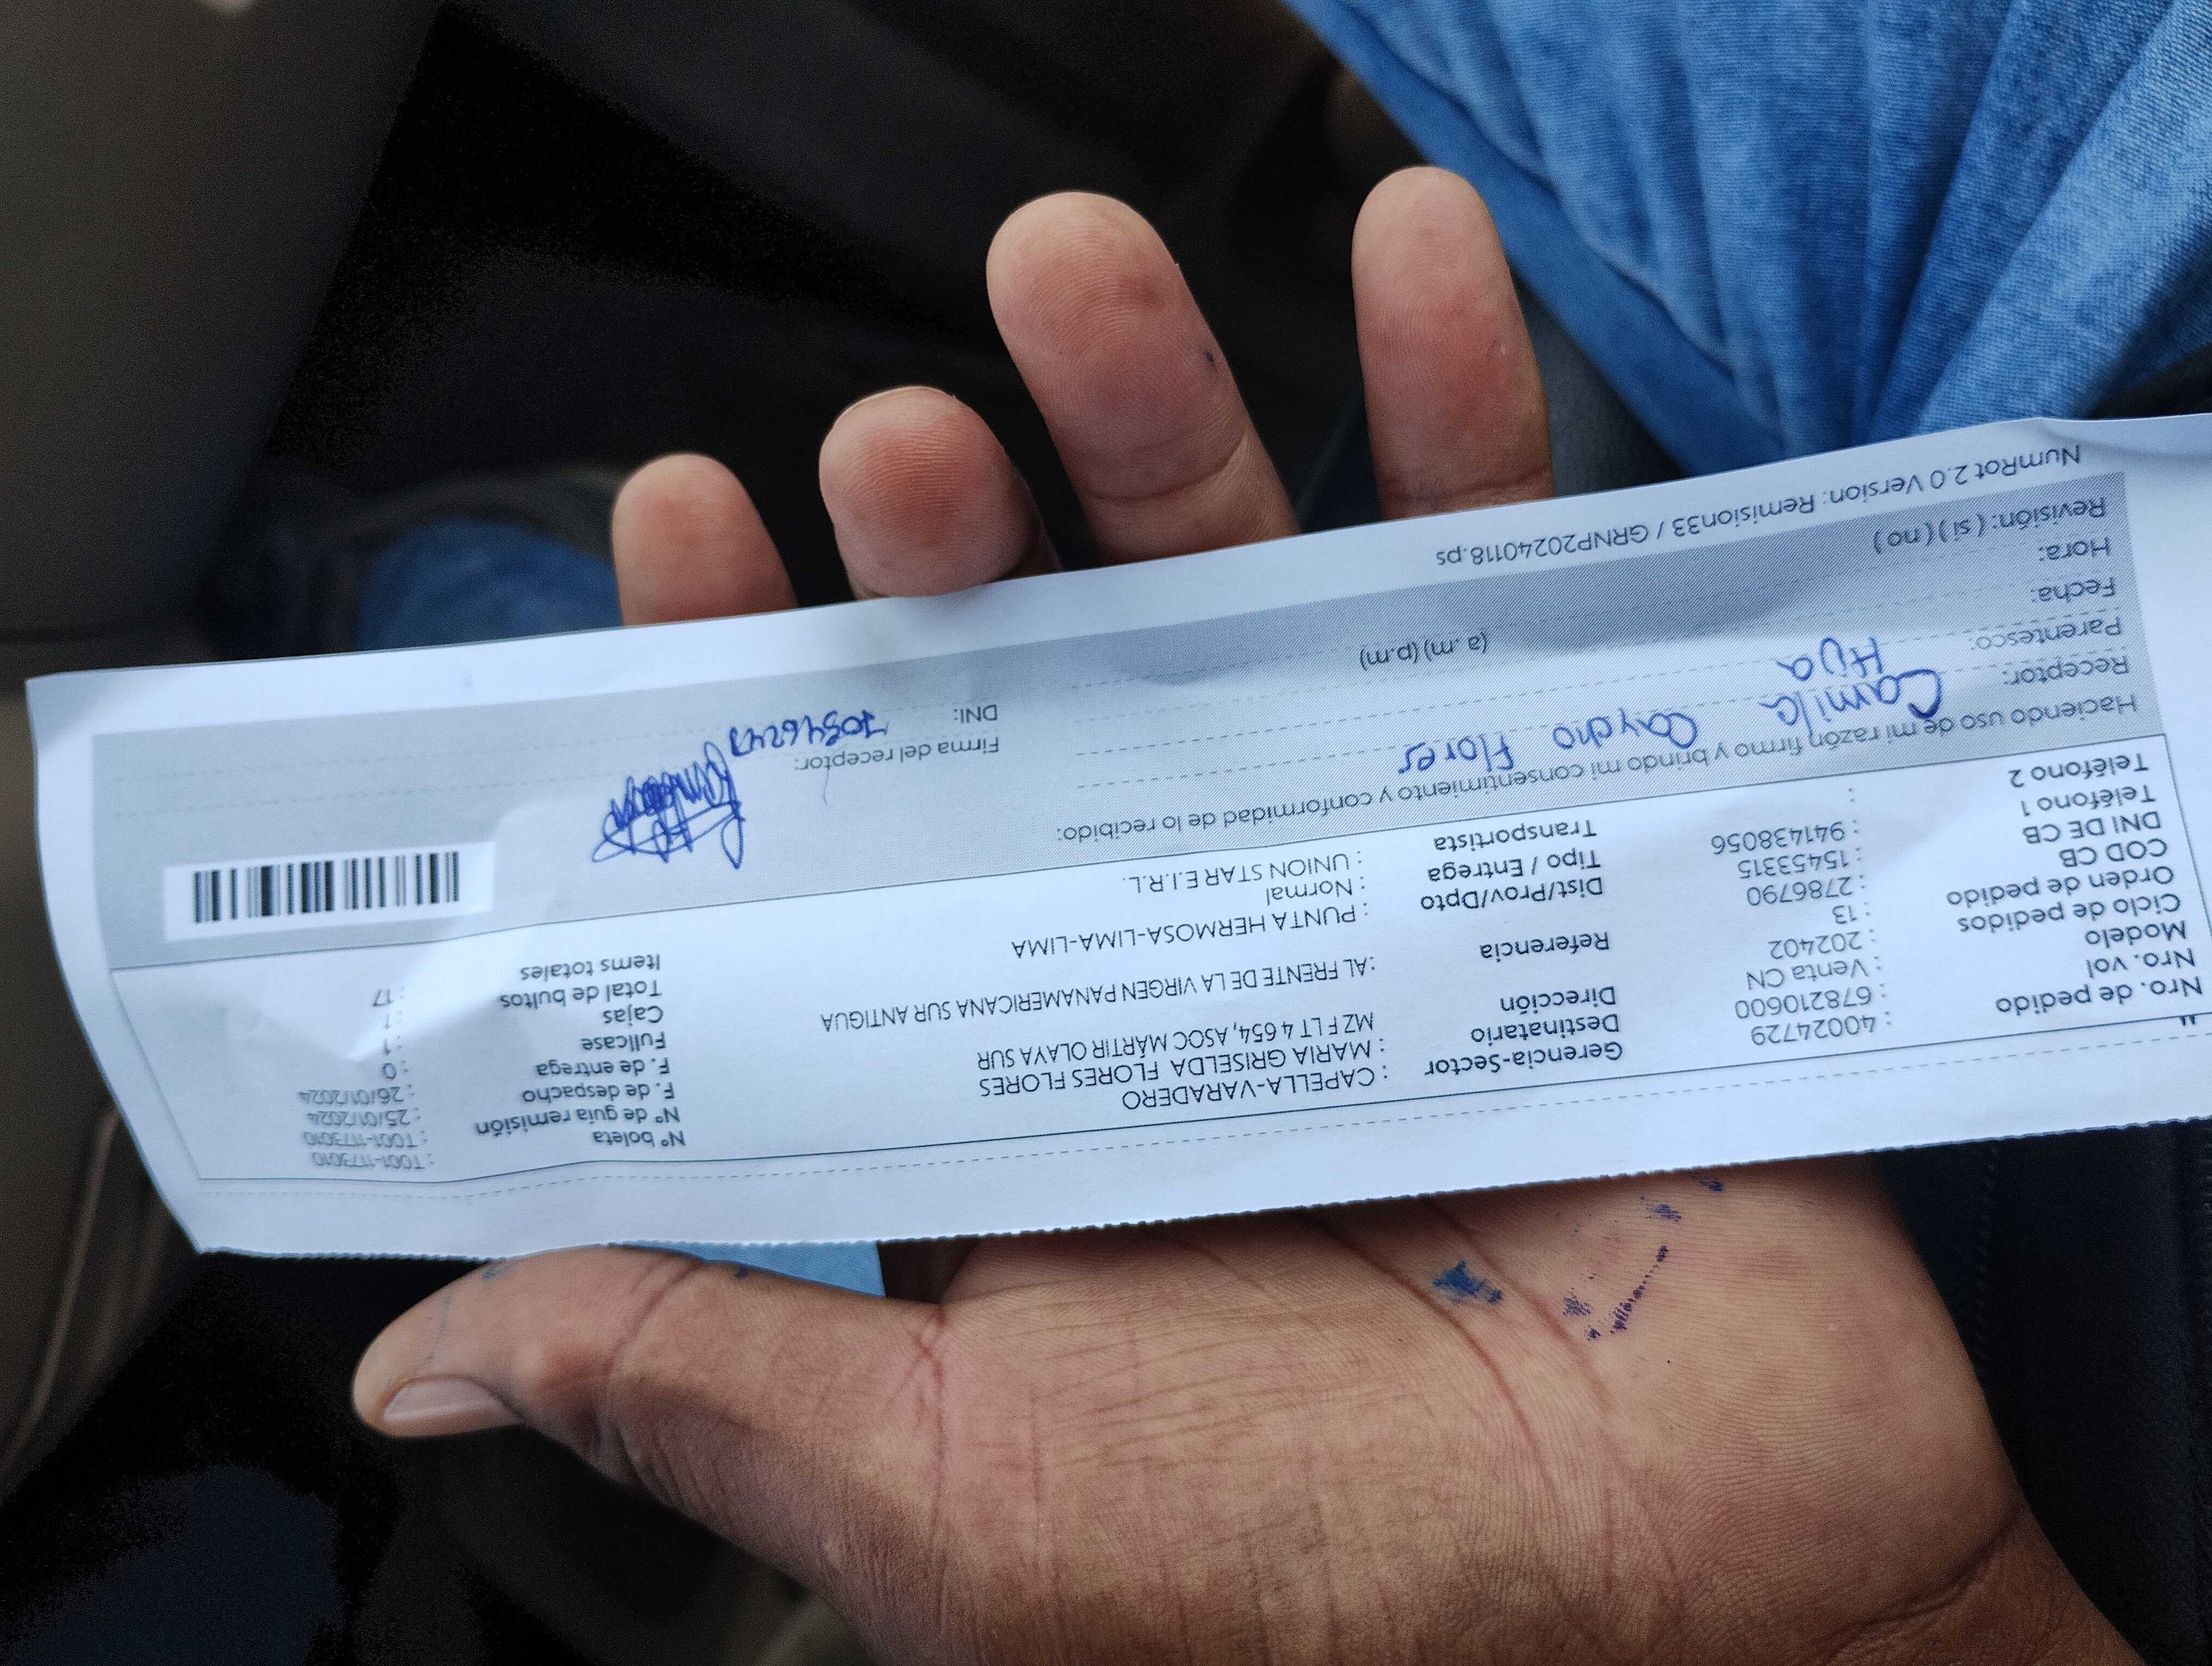 Nro. de pedido : 40024729
Nro. vol : 678210600
Modelo : Venta CN
Ciclo de pedidos : 202402
Orden de pedido : 13
COD CB : 2786790
DNI DE CB : 15453315
Teléfono 1 : 941438056
Teléfono 2 :
Gerencia-Sector : CAPELLA-VARADERO
Destinatario : MARIA GRISELDA FLORES FLORES
Dirección MZ F LT 4 654, ASOC MÁRTIR OLAYA SUR
Referencia : AL FRENTE DE LA VIRGEN PANAMERICANA SUR ANTIGUA
Dist/Prov/Dpto : PUNTA HERMOSA-LIMA-LIMA
Tipo / Entrega : Normal
Transportista : UNION STAR E.I.R.L.
Nº boleta : T001-1173010
Nº de guia remisión : T001-1173010
F. de despacho : 25/01/2024
F. de entrega : 26/01/2024
Fullcase : 0
Cajas : 1
Total de bultos : 1
Items totales : 17
Haciendo uso de mi razón firmo y brindo mi consentimiento y conformidad de lo recibido:
Receptor: Camila Caycho Flores
Parentesco: Hija
Fecha:
Hora: (a .m) (p.m)
Revisión: ( si ) ( no )
Firma del receptor:
DNI:
NumRot 2.0 Version: Remision33 / GRNP20240118.ps